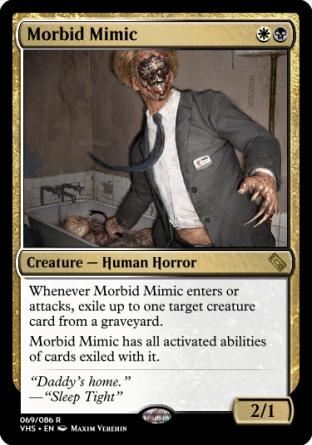 Morbid Mimic
Creature — Human Horror
Whenever Morbid Mimic enters or
attacks, exile up to one target creature
card from a graveyard.
Morbid Mimic has all activated abilities
of cards exiled with it.
“Daddy’s home.”
—“Sleep Tight”
069/086 R
VHS • EN Maxim Verehin
2/1